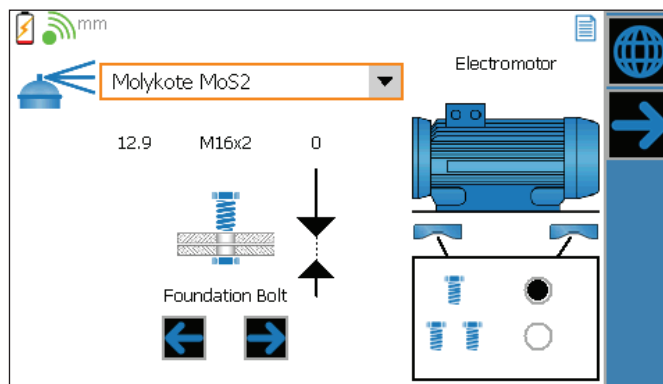 mm
Electromotor
Molykote MoS2
12.9 M16x2 0
Foundation Bolt